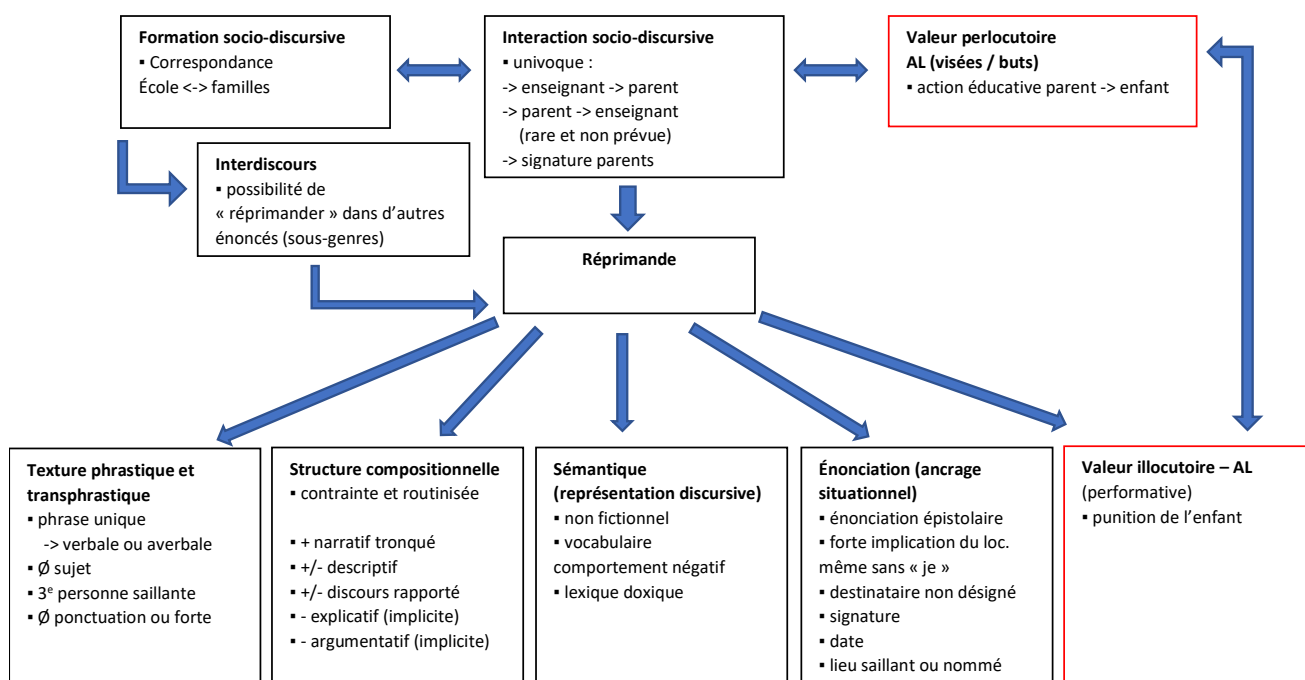 Formation socio-discursive
▪ Correspondance
École <-> familles
Interaction socio-discursive
▪ univoque :
-> enseignant -> parent
-> parent -> enseignant
(rare et non prévue)
-> signature parents
Valeur perlocutoire
AL (visées / buts)
▪ action éducative parent -> enfant
Interdiscours
▪ possibilité de
« réprimander » dans d’autres
énoncés (sous-genres)
Réprimande
Texture phrastique et
transphrastique
▪ phrase unique
-> verbale ou averbale
▪ Ø sujet
▪ 3e personne saillante
▪ Ø ponctuation ou forte
Structure compositionnelle
▪ contrainte et routinisée
▪ + narratif tronqué
▪ +/- descriptif
▪ +/- discours rapporté
▪ - explicatif (implicite)
▪ - argumentatif (implicite)
Sémantique
(représentation discursive)
▪ non fictionnel
▪ vocabulaire
comportement négatif
▪ lexique doxique
Énonciation (ancrage
situationnel)
▪ énonciation épistolaire
▪ forte implication du loc.
même sans « je »
▪ destinataire non désigné
▪ signature
▪ date
▪ lieu saillant ou nommé
Valeur illocutoire – AL
(performative)
▪ punition de l’enfant